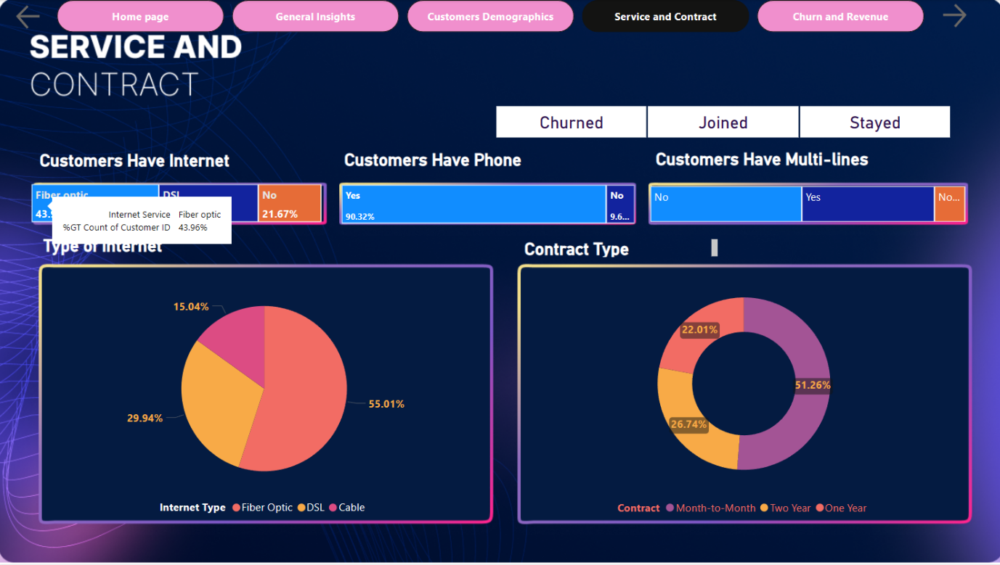 Home page
General Insights
Customers Demographics
Service and Contract
Churn and Revenue
SERVICE AND
CONTRACT
Churned
Joined
Stayed
Customers Have Internet
Customers Have Phone
Customers Have Multi-lines
Fiber optic
DSL
No
21.67%
Internet Service Fiber optic
%GT Count of Customer ID 43.96%
Yes
90.32%
No
9.6...
No
Yes
No...
Type of Internet
Contract Type
15.04%
29.94%
55.01%
Internet Type Fiber Optic DSL Cable
22.01%
51.26%
26.74%
Contract Month-to-Month Two Year One Year